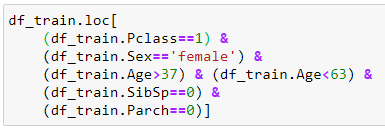 df_train.loc[
(df_train.Pclass==1) &
(df_train.Sex=='female') &
(df_train.Age>37) & (df_train.Age<63) &
(df_train.SibSp==0) &
(df_train.Parch==0)]